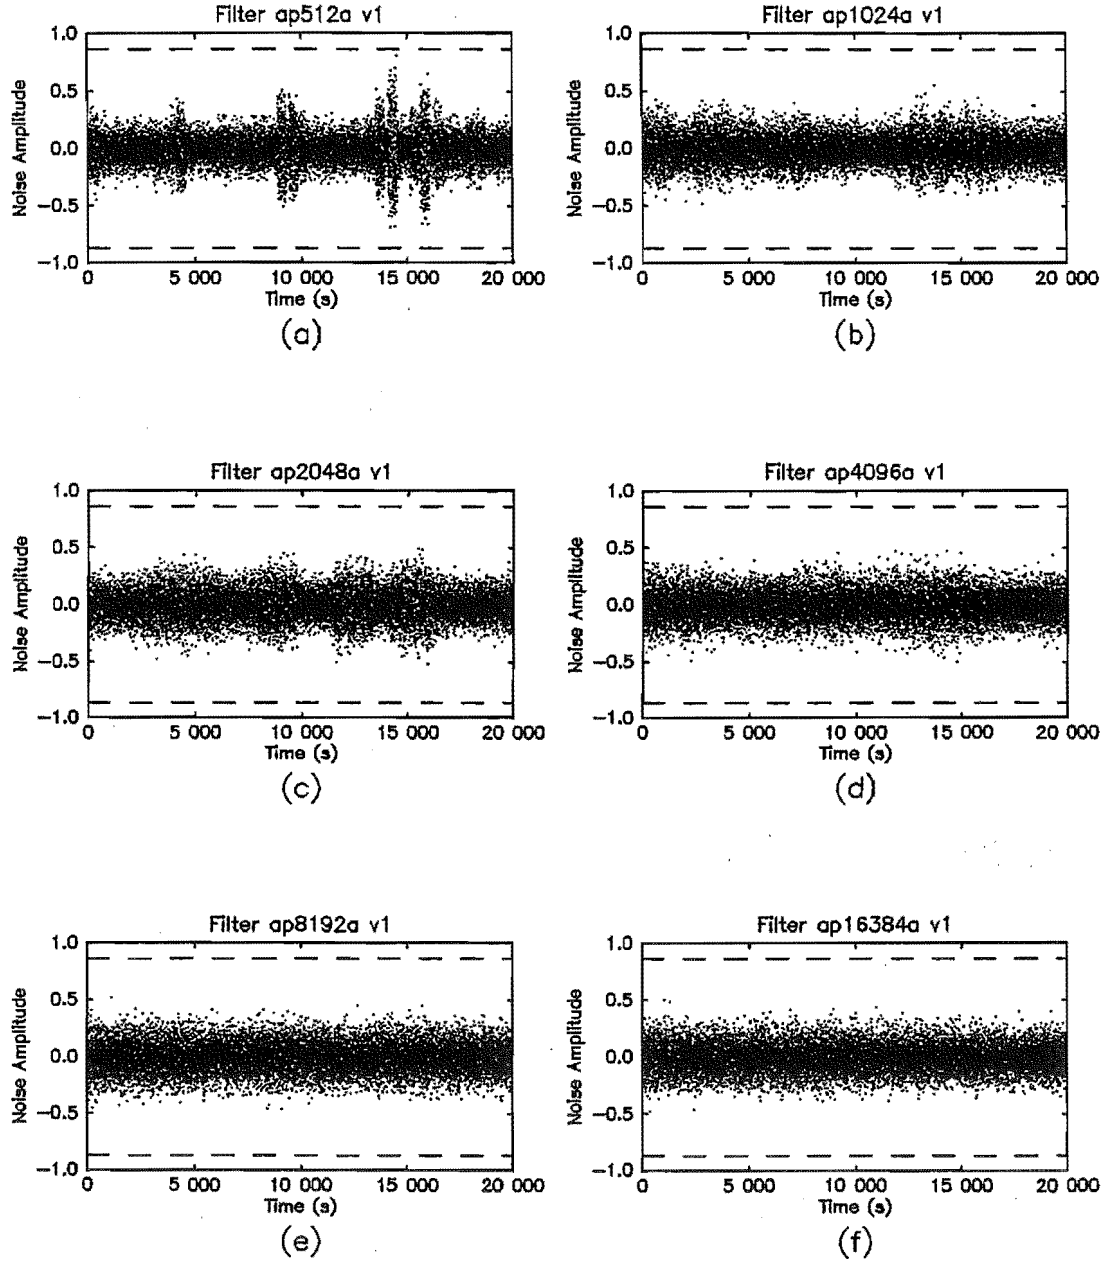 Filter ap512a v1
1.0
0.5
0.0
−0.5
−1.0
Noise Amplitude
0 5 000 10 000 15 000 20 000
Time (s)
(a)
Filter ap1024a v1
1.0
0.5
0.0
−0.5
−1.0
Noise Amplitude
0 5 000 10 000 15 000 20 000
Time (s)
(b)
Filter ap2048a v1
1.0
0.5
0.0
−0.5
−1.0
Noise Amplitude
0 5 000 10 000 15 000 20 000
Time (s)
(c)
Filter ap4096a v1
1.0
0.5
0.0
−0.5
−1.0
Noise Amplitude
0 5 000 10 000 15 000 20 000
Time (s)
(d)
Filter ap8192a v1
1.0
0.5
0.0
−0.5
−1.0
Noise Amplitude
0 5 000 10 000 15 000 20 000
Time (s)
(e)
Filter ap16384a v1
1.0
0.5
0.0
−0.5
−1.0
Noise Amplitude
0 5 000 10 000 15 000 20 000
Time (s)
(f)